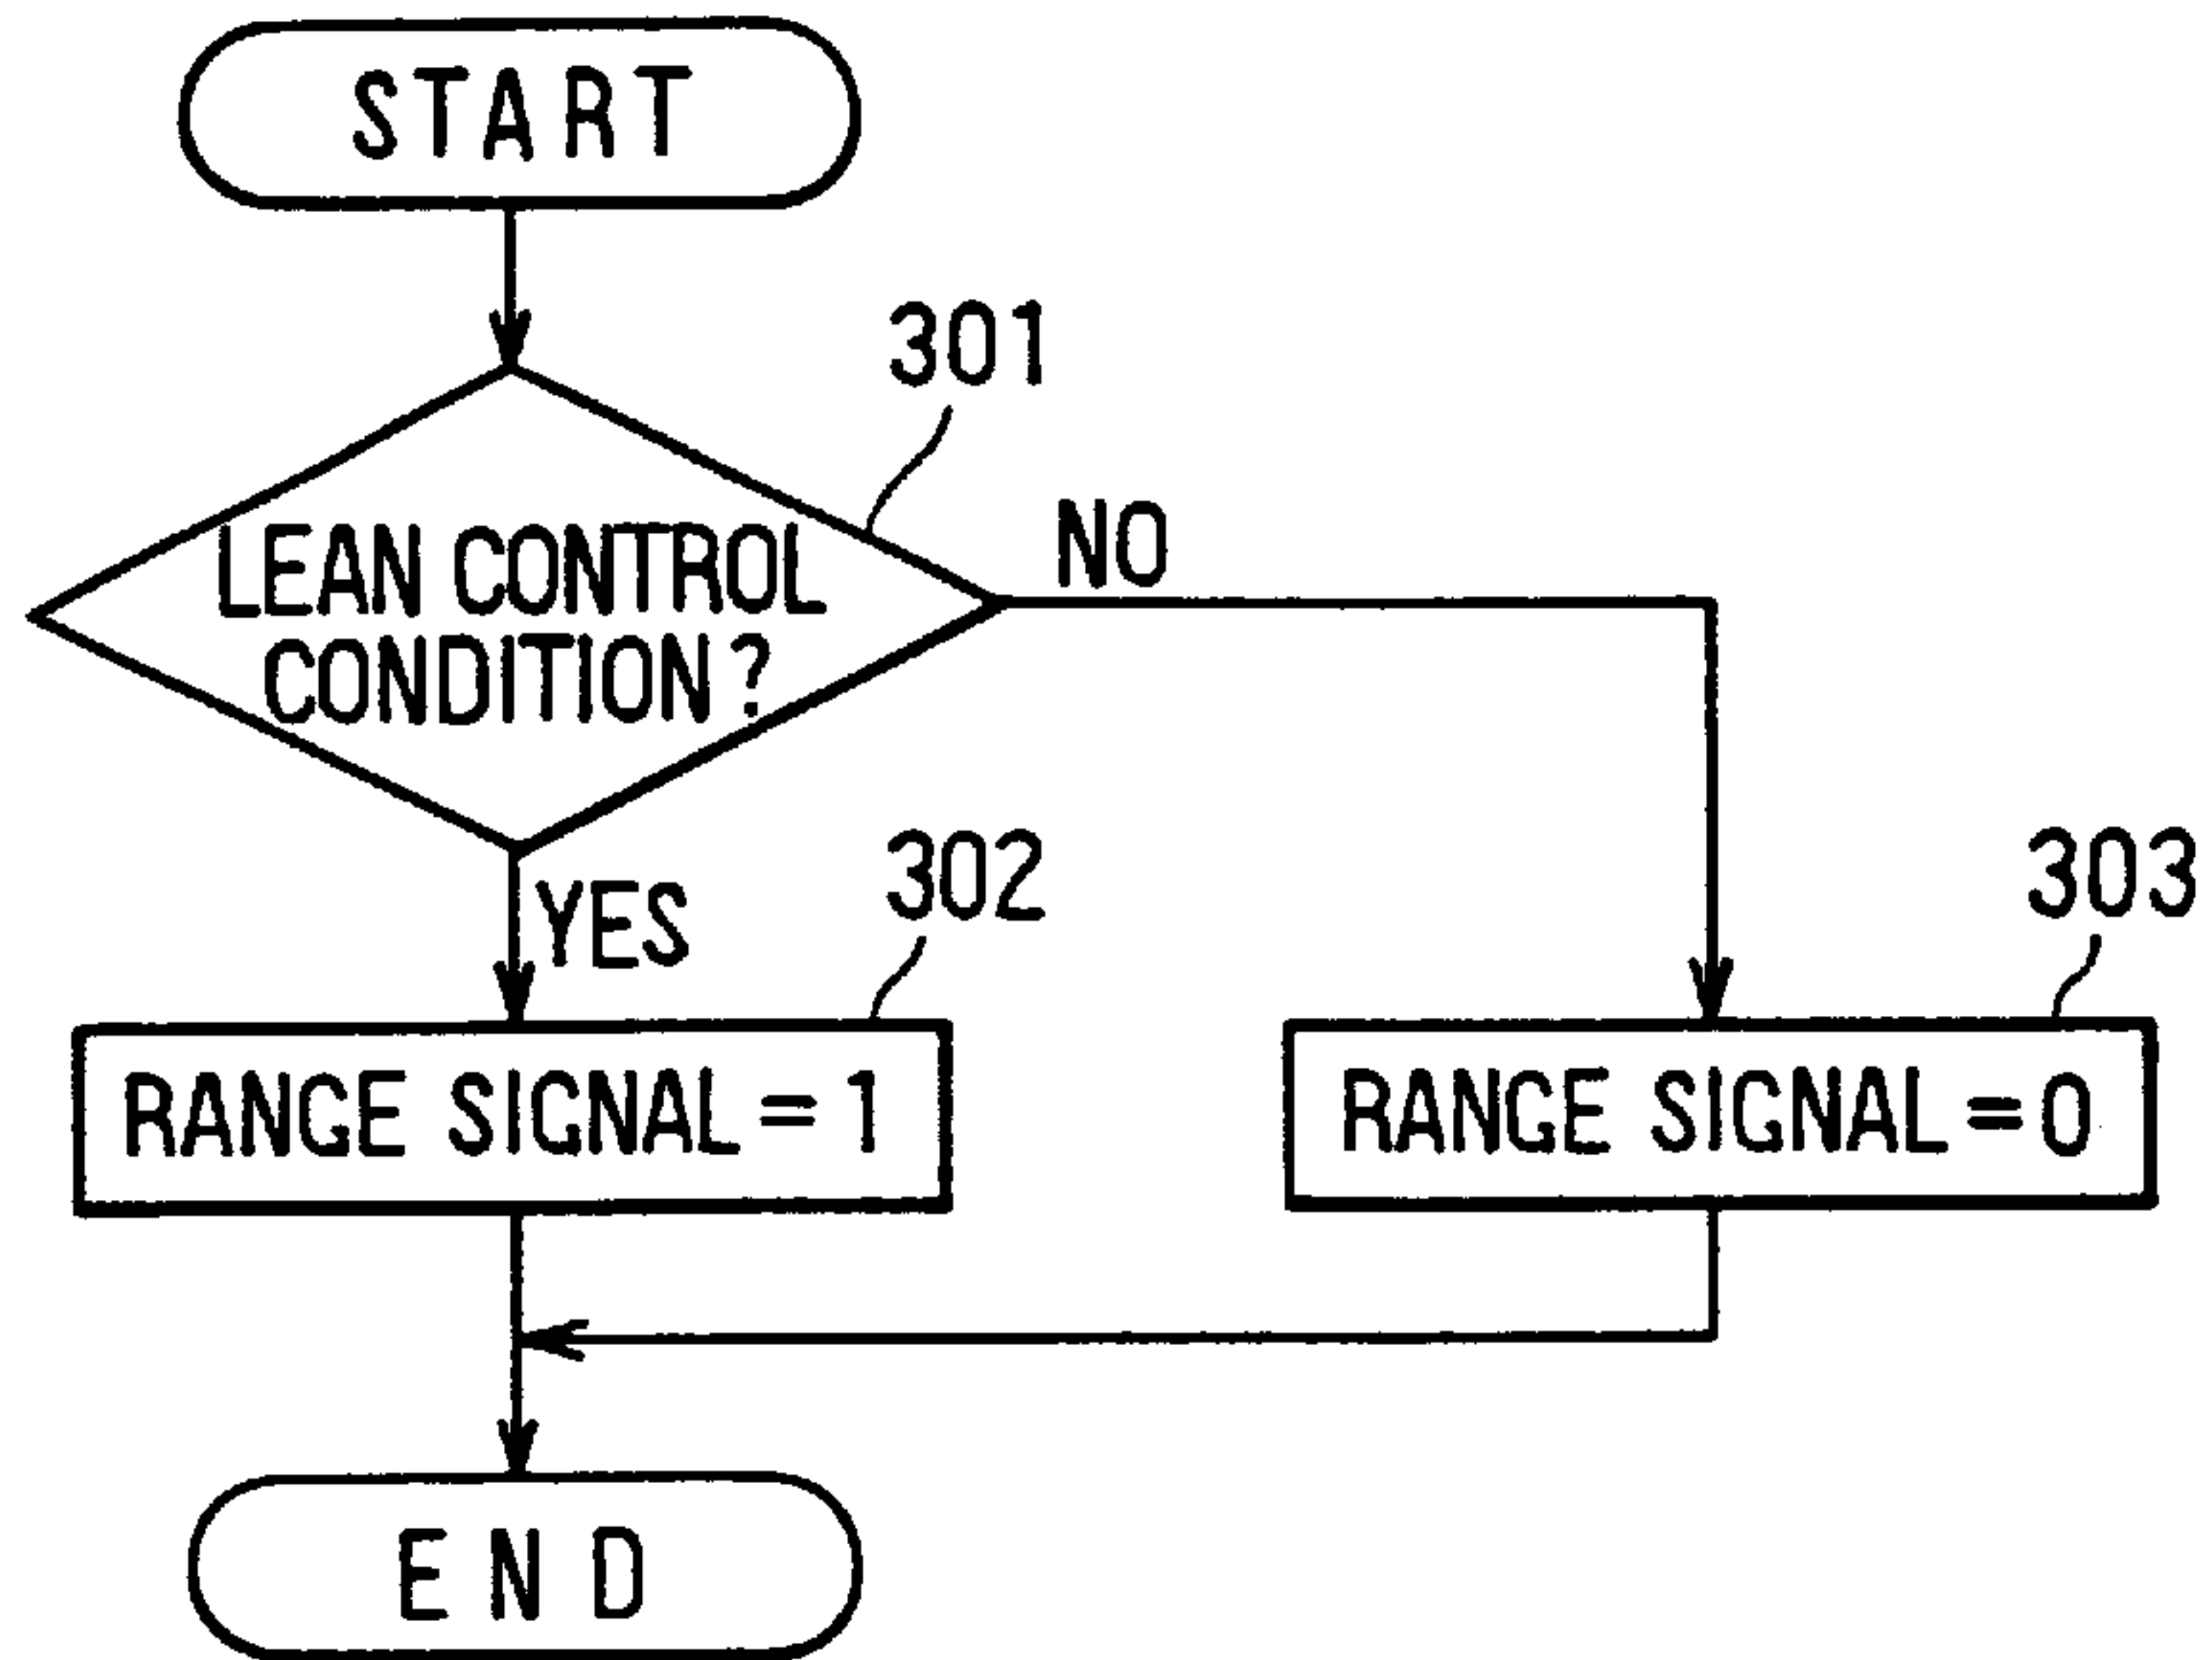 START
301
LEAN CONTROL
CONDITION?
NO
YES
302
303
RANGE SIGNAL = 1
RANGE SIGNAL = 0
END